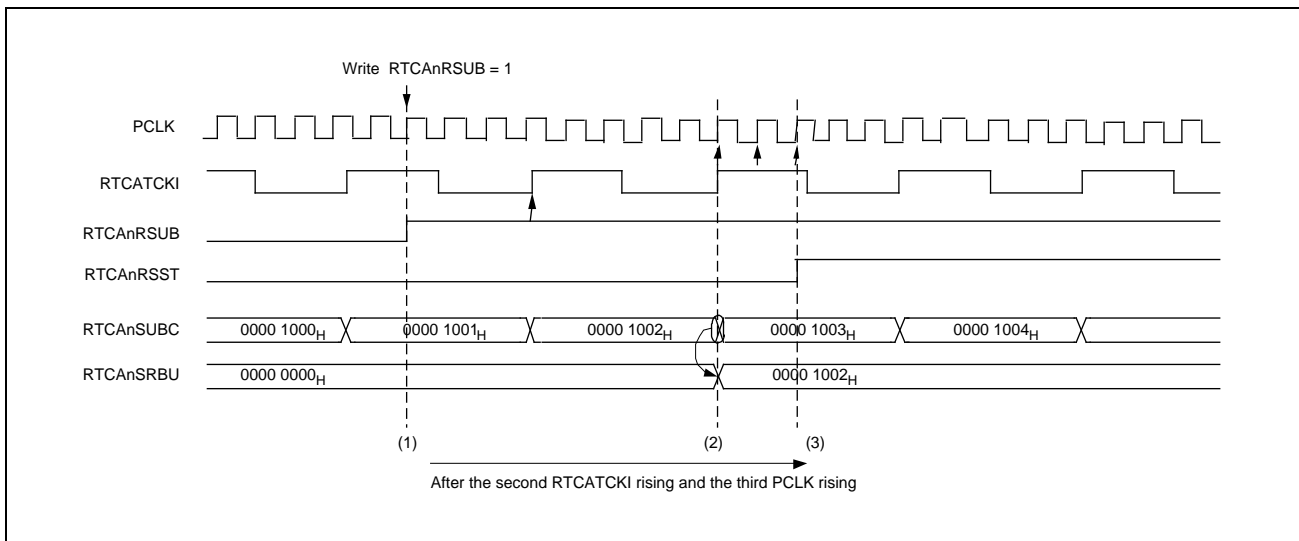 Write RTCAnRSUB = 1
PCLK
RTCATCKI
RTCAnRSUB
RTCAnRSST
RTCAnSUBC 0000 1000H 0000 1001H 0000 1002H 0000 1003H 0000 1004H
RTCAnSRBU 0000 0000H 0000 1002H
(1) (2) (3)
After the second RTCATCKI rising and the third PCLK rising